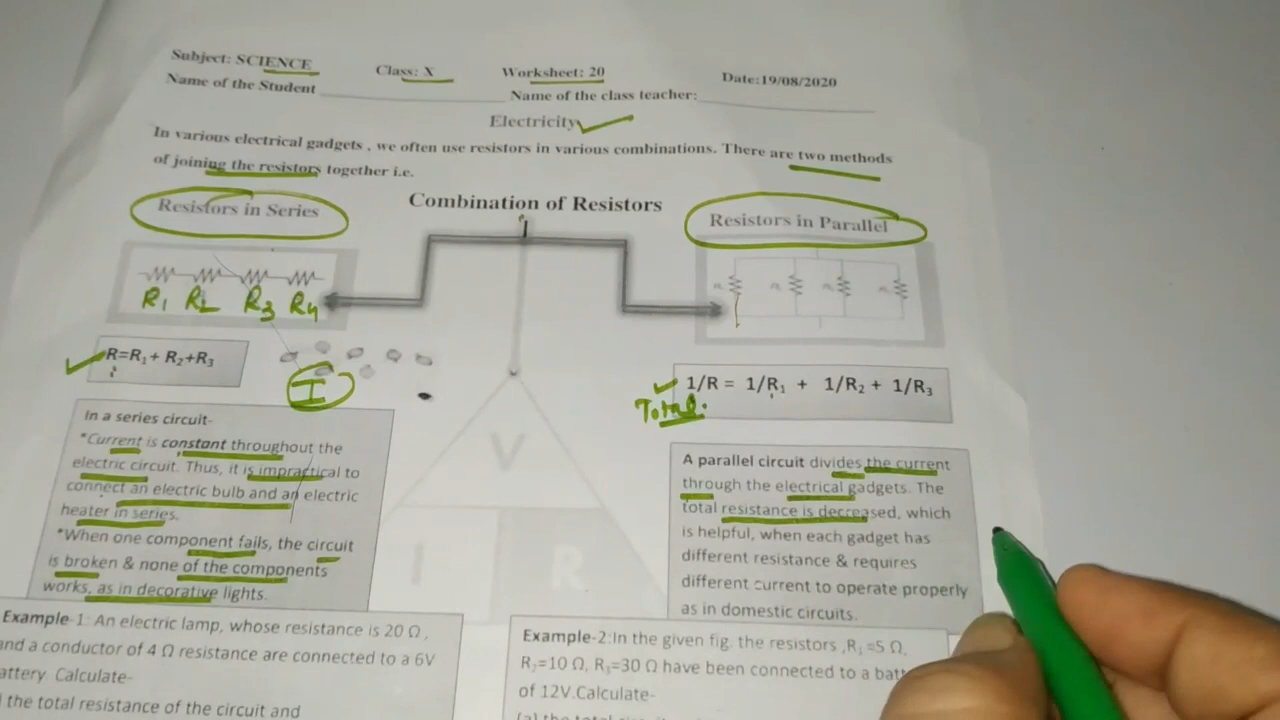 Subject: SCIENCE Class: X Worksheet: 20 Date:19/08/2020
Name of the Student Name of the class teacher:
Electricity
In various electrical gadgets , we often use resistors in various combinations. There are two methods
of joining the resistors together i.e.
Combination of Resistors
Resistors in Series
R1 R2 R3 R4
R=R₁+ R₂+R₃
I
In a series circuit-
*Current is constant throughout the
electric circuit. Thus, it is impractical to
connect an electric bulb and an electric
heater in series.
*When one component fails, the circuit
is broken & none of the components
works, as in decorative lights.
V
I R
Resistors in Parallel
1/R = 1/R₁ + 1/R₂ + 1/R₃
Total
A parallel circuit divides the current
through the electrical gadgets. The
total resistance is decreased, which
is helpful, when each gadget has
different resistance & requires
different current to operate properly
as in domestic circuits.
Example-1: An electric lamp, whose resistance is 20 Ω ,
and a conductor of 4 Ω resistance are connected to a 6V
attery. Calculate-
the total resistance of the circuit and
Example-2:In the given fig. the resistors ,R₁ =5 Ω,
R₂=10 Ω, R₃=30 Ω have been connected to a batt
of 12V.Calculate-